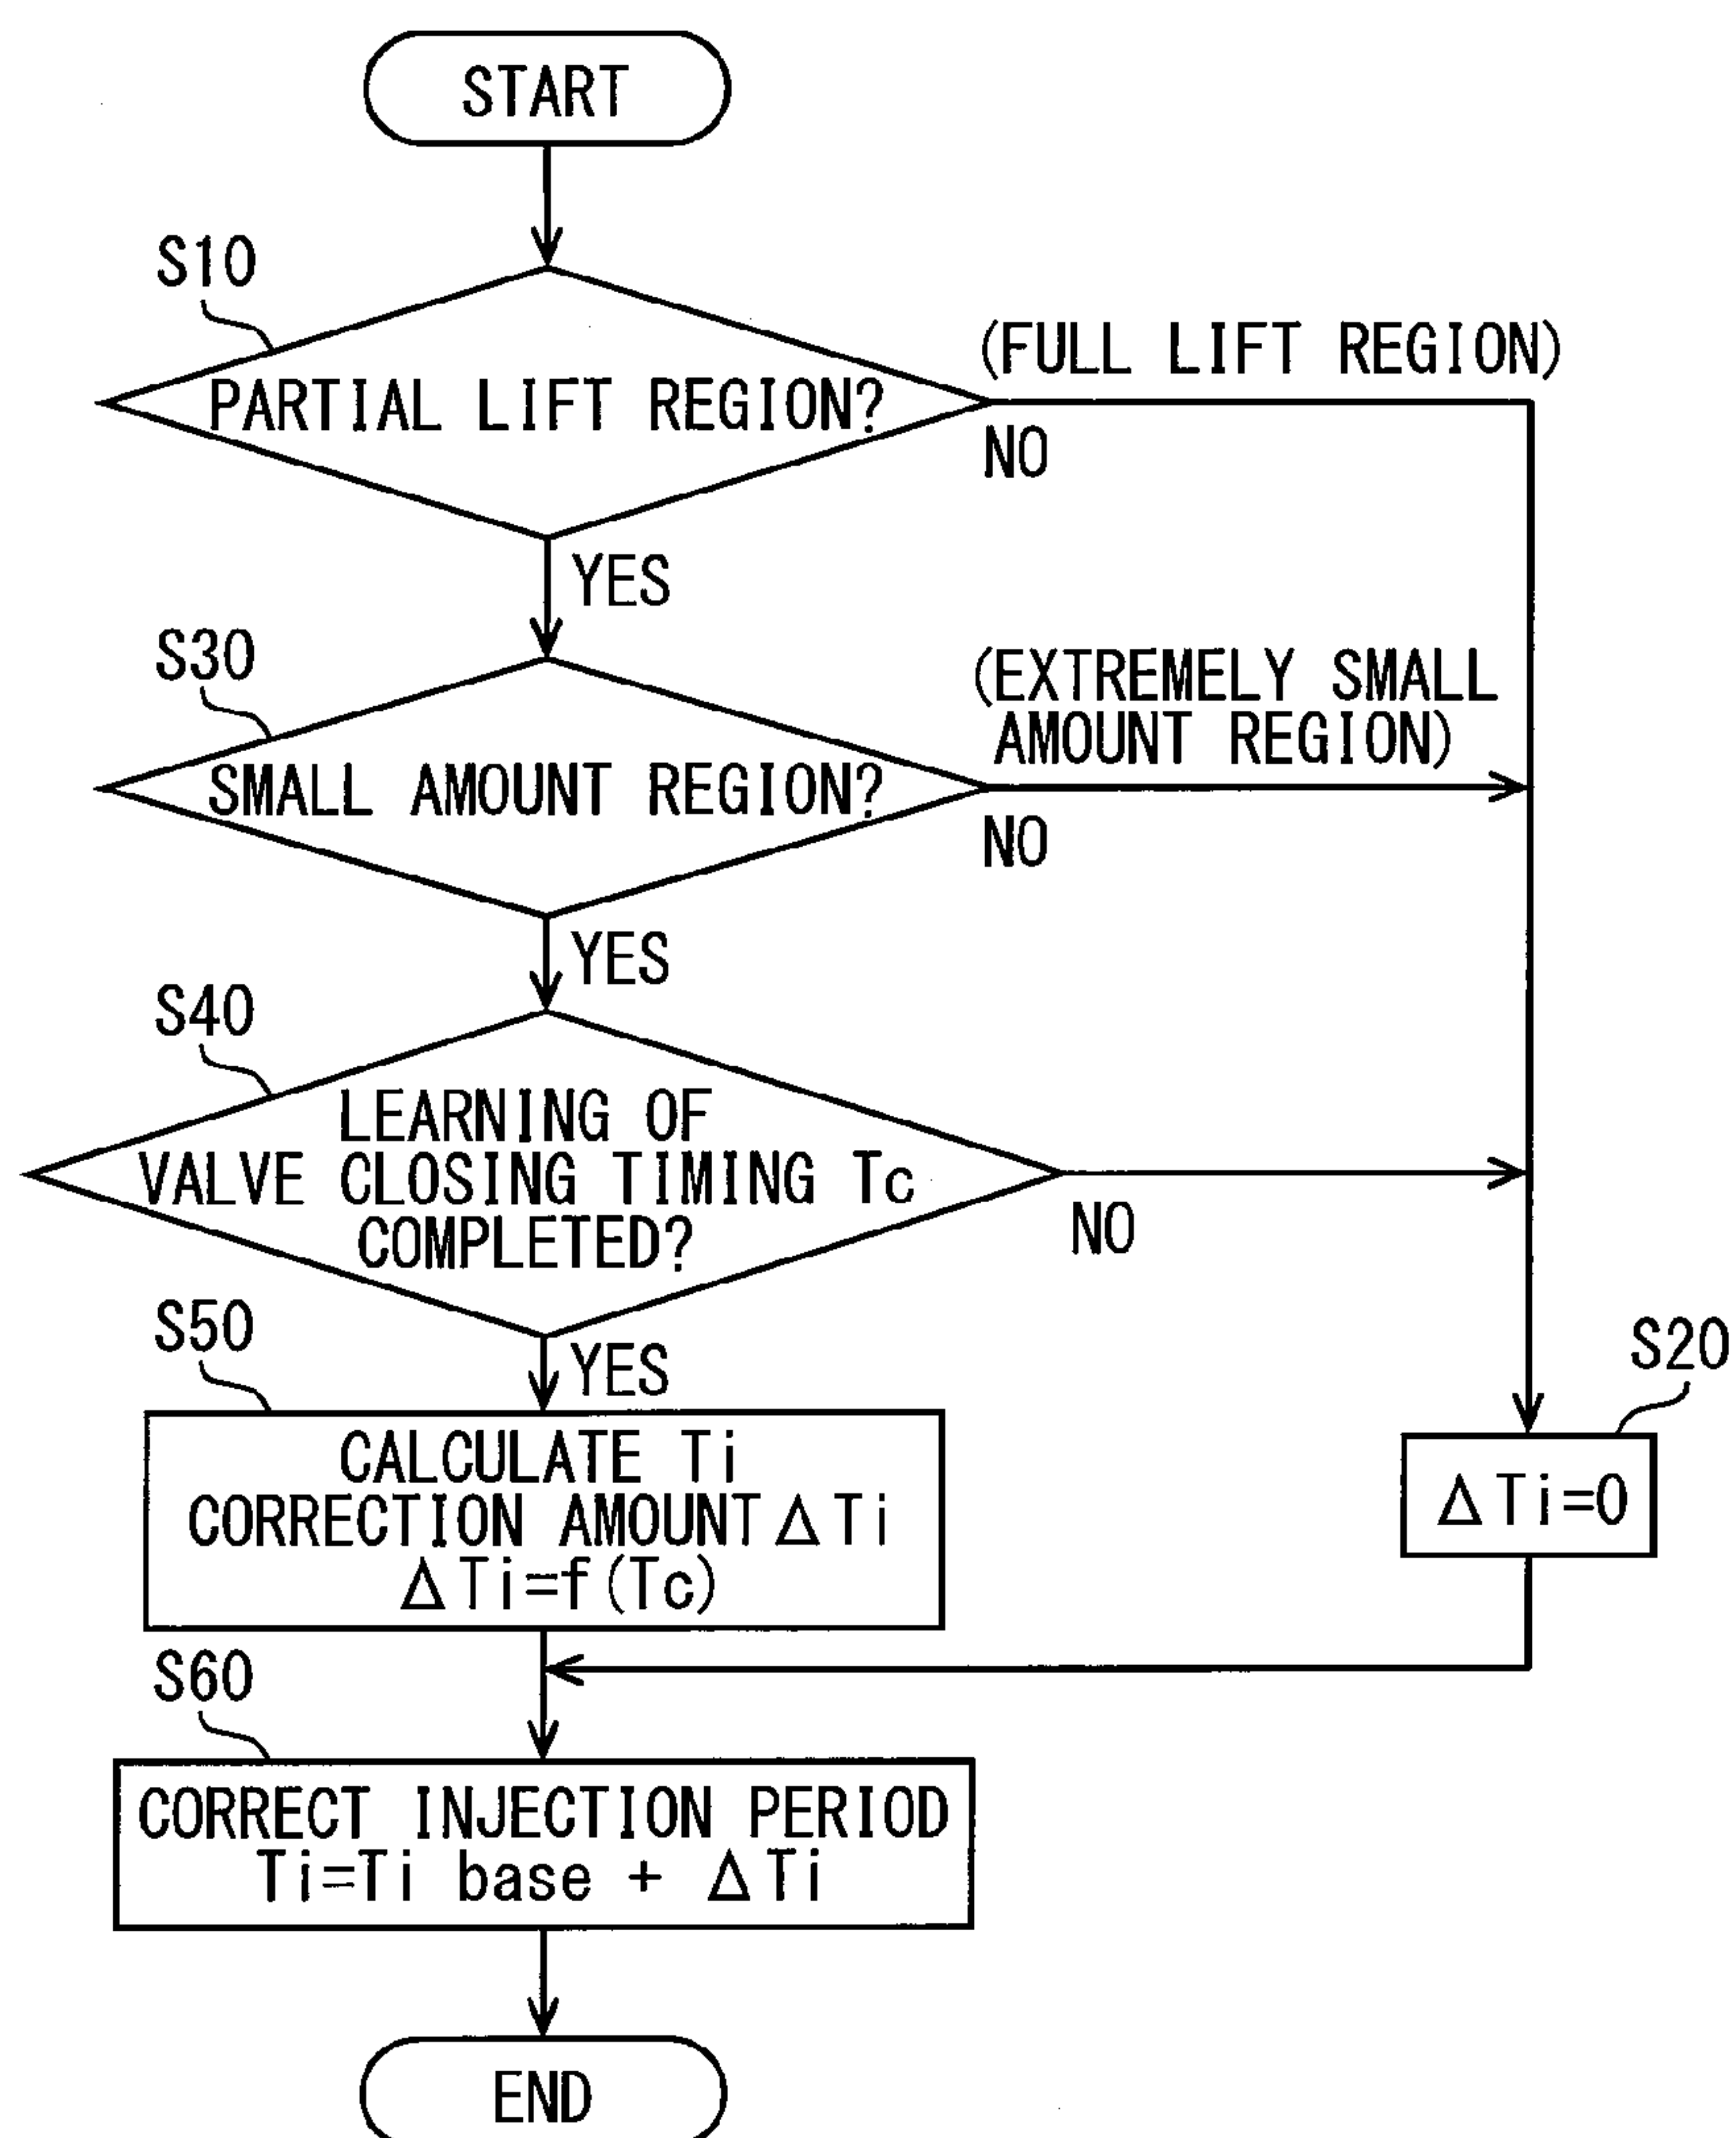 START
S10
(FULL LIFT REGION)
PARTIAL LIFT REGION?
NO
YES
S30
(EXTREMELY SMALL
AMOUNT REGION)
SMALL AMOUNT REGION?
NO
YES
S40
LEARNING OF
VALVE CLOSING TIMING Tc
COMPLETED?
NO
S50
YES
S20
CALCULATE Ti
CORRECTION AMOUNT ΔTi
ΔTi=f(Tc)
ΔTi=0
S60
CORRECT INJECTION PERIOD
Ti=Ti base + ΔTi
END